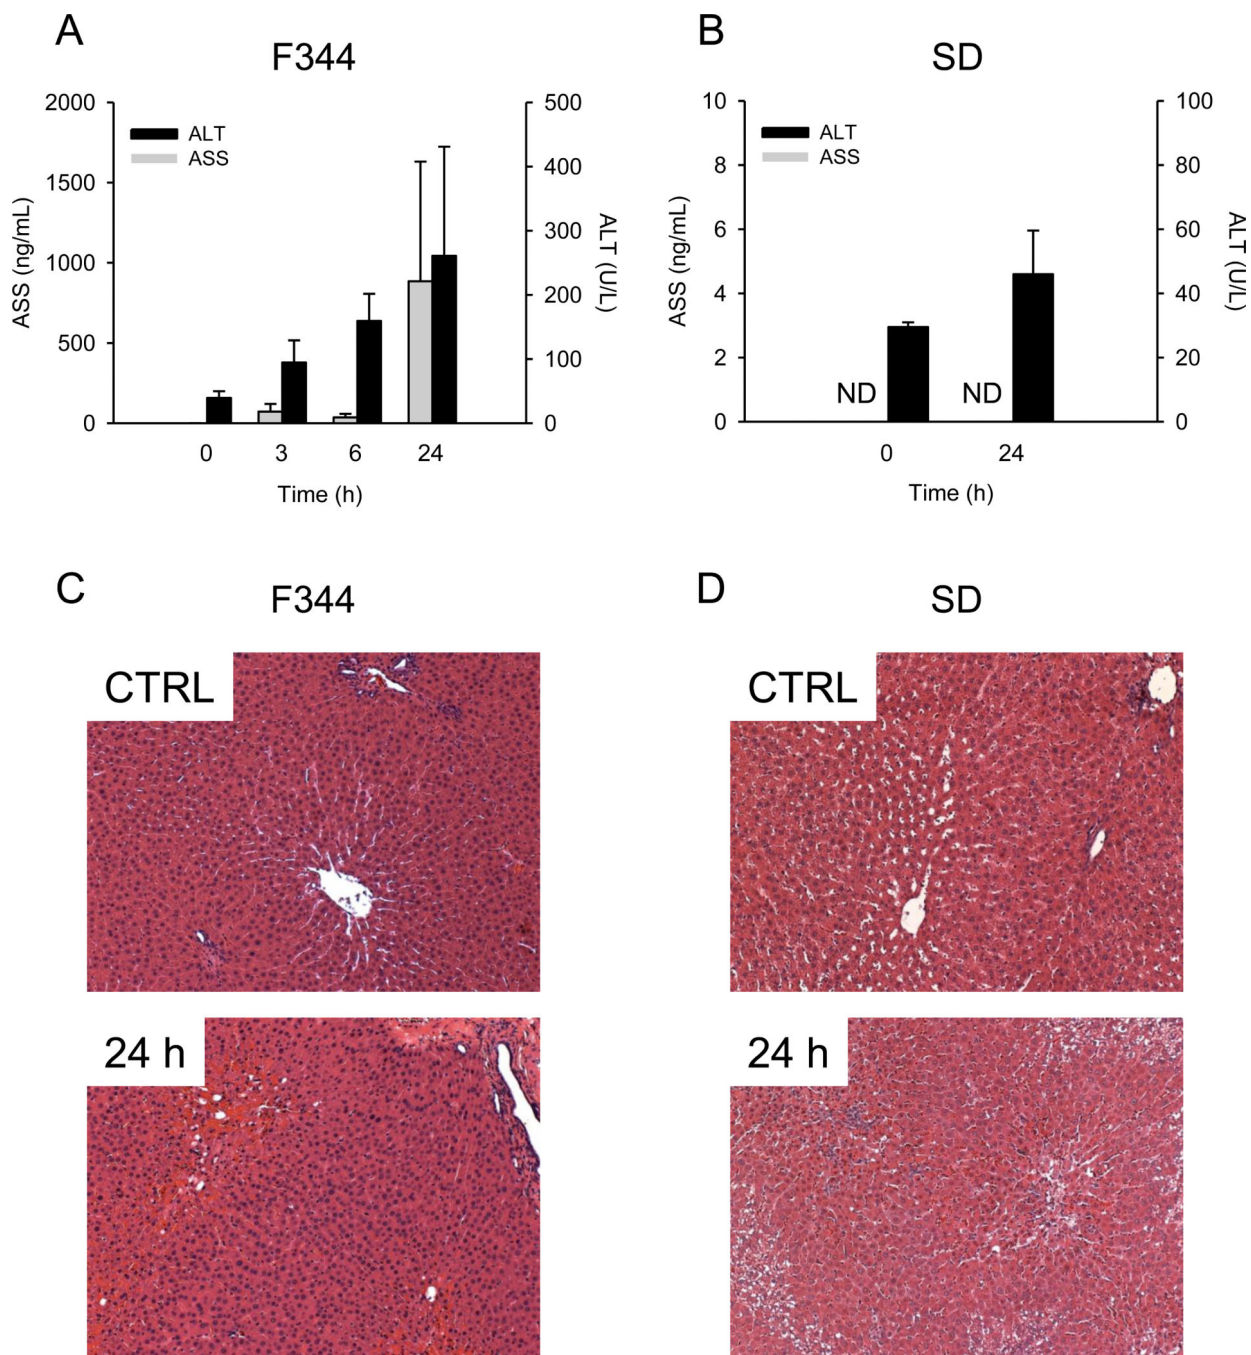 A
F344
2000
1500
1000
500
0
ASS (ng/mL)
ALT
ASS
500
400
300
200
100
0
ALT (U/L)
0 3 6 24
Time (h)
B
SD
10
8
6
4
2
0
ASS (ng/mL)
ALT
ASS
ND
ND
100
80
60
40
20
0
ALT (U/L)
0 24
Time (h)
C
F344
CTRL
24 h
D
SD
CTRL
24 h